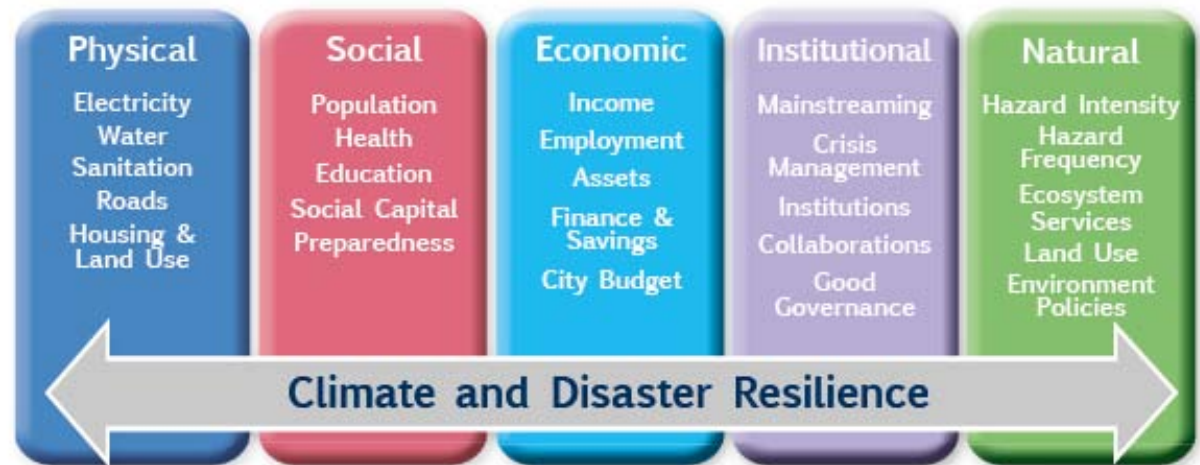 Physical
Electricity
Water
Sanitation
Roads
Housing &
Land Use
Social
Population
Health
Education
Social Capital
Preparedness
Economic
Income
Employment
Assets
Finance &
Savings
City Budget
Institutional
Mainstreaming
Crisis
Management
Institutions
Collaborations
Good
Governance
Natural
Hazard Intensity
Hazard
Frequency
Ecosystem
Services
Land Use
Environment
Policies
Climate and Disaster Resilience